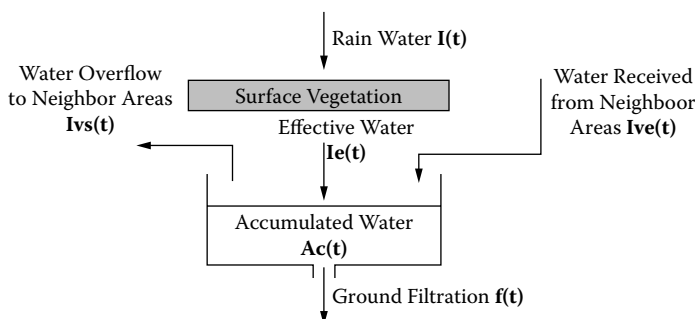 Rain Water I(t)
Water Overflow
to Neighbor Areas
Ivs(t)
Surface Vegetation
Water Received
from Neighboor
Areas Ive(t)
Effective Water
Ie(t)
Accumulated Water
Ac(t)
Ground Filtration f(t)